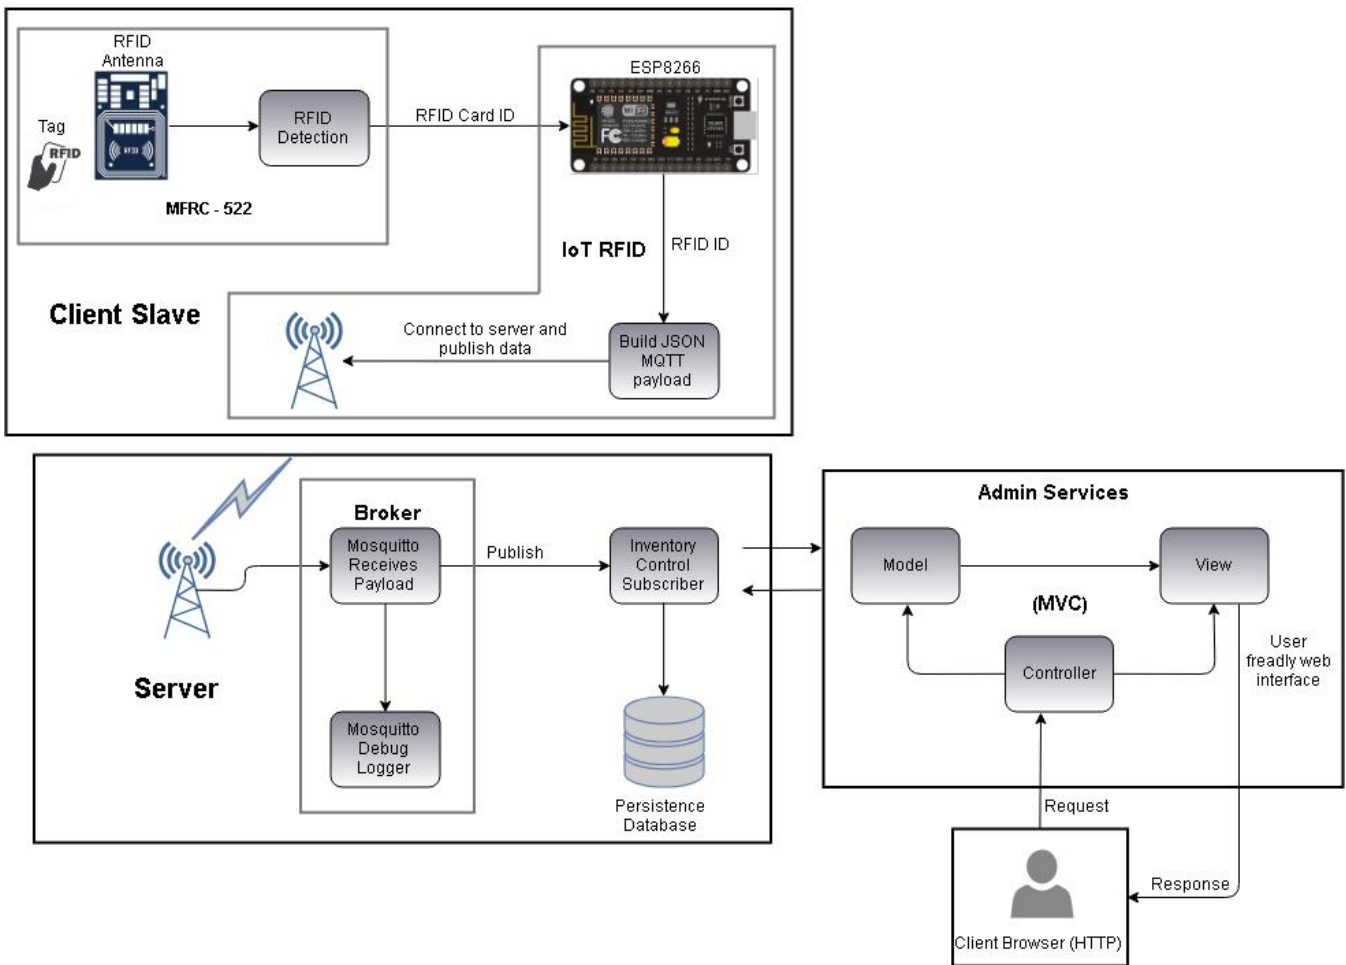 RFID
Antenna
ESP8266
Tag
RFID
RFID
Detection
RFID Card ID
MFRC - 522
IoT RFID
RFID ID
Client Slave
Connect to server and
publish data
Build JSON
MQTT
payload
Broker
Mosquitto
Receives
Payload
Publish
Inventory
Control
Subscriber
Server
Mosquitto
Debug
Logger
Persistence
Database
Admin Services
Model
View
(MVC)
Controller
User
freadly web
interface
Request
Response
Client Browser (HTTP)